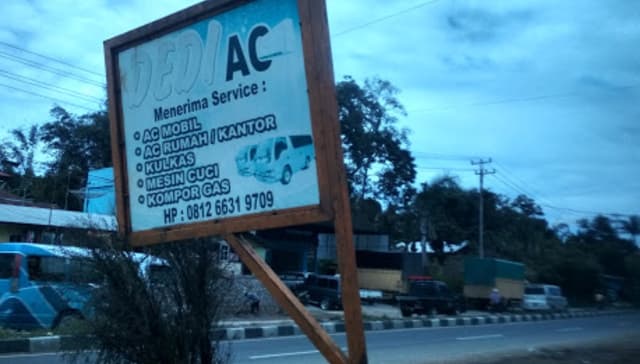 DEDI AC
Menerima Service :
• AC MOBIL
• AC RUMAH / KANTOR
• KULKAS
• MESIN CUCI
• KOMPOR GAS
HP : 0812 6631 9709